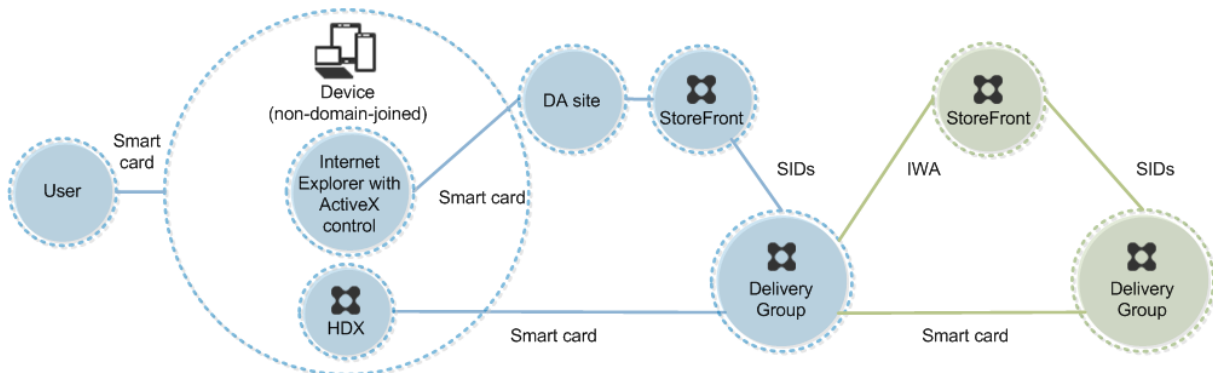 User
Smart
card
Device
(non-domain-joined)
Internet
Explorer with
ActiveX
control
HDX
Smart card
DA site
StoreFront
SIDs
Smart card
Delivery
Group
IWA
StoreFront
SIDs
Smart card
Delivery
Group